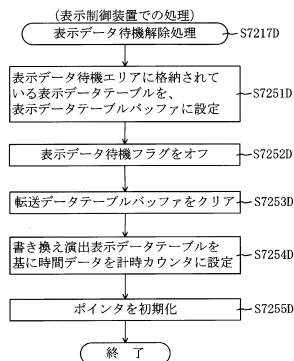 (表示制御装置での処理)
表示データ待機解除処理
S7217D
表示データ待機エリアに格納されて
いる表示データテーブルを、
表示データテーブルバッファに設定
S7251D
表示データ待機フラグをオフ
S7252D
転送データテーブルバッファをクリア
S7253D
書き換え演出表示データテーブルを
基に時間データを計時カウンタに設定
S7254D
ポインタを初期化
S7255D
終 了